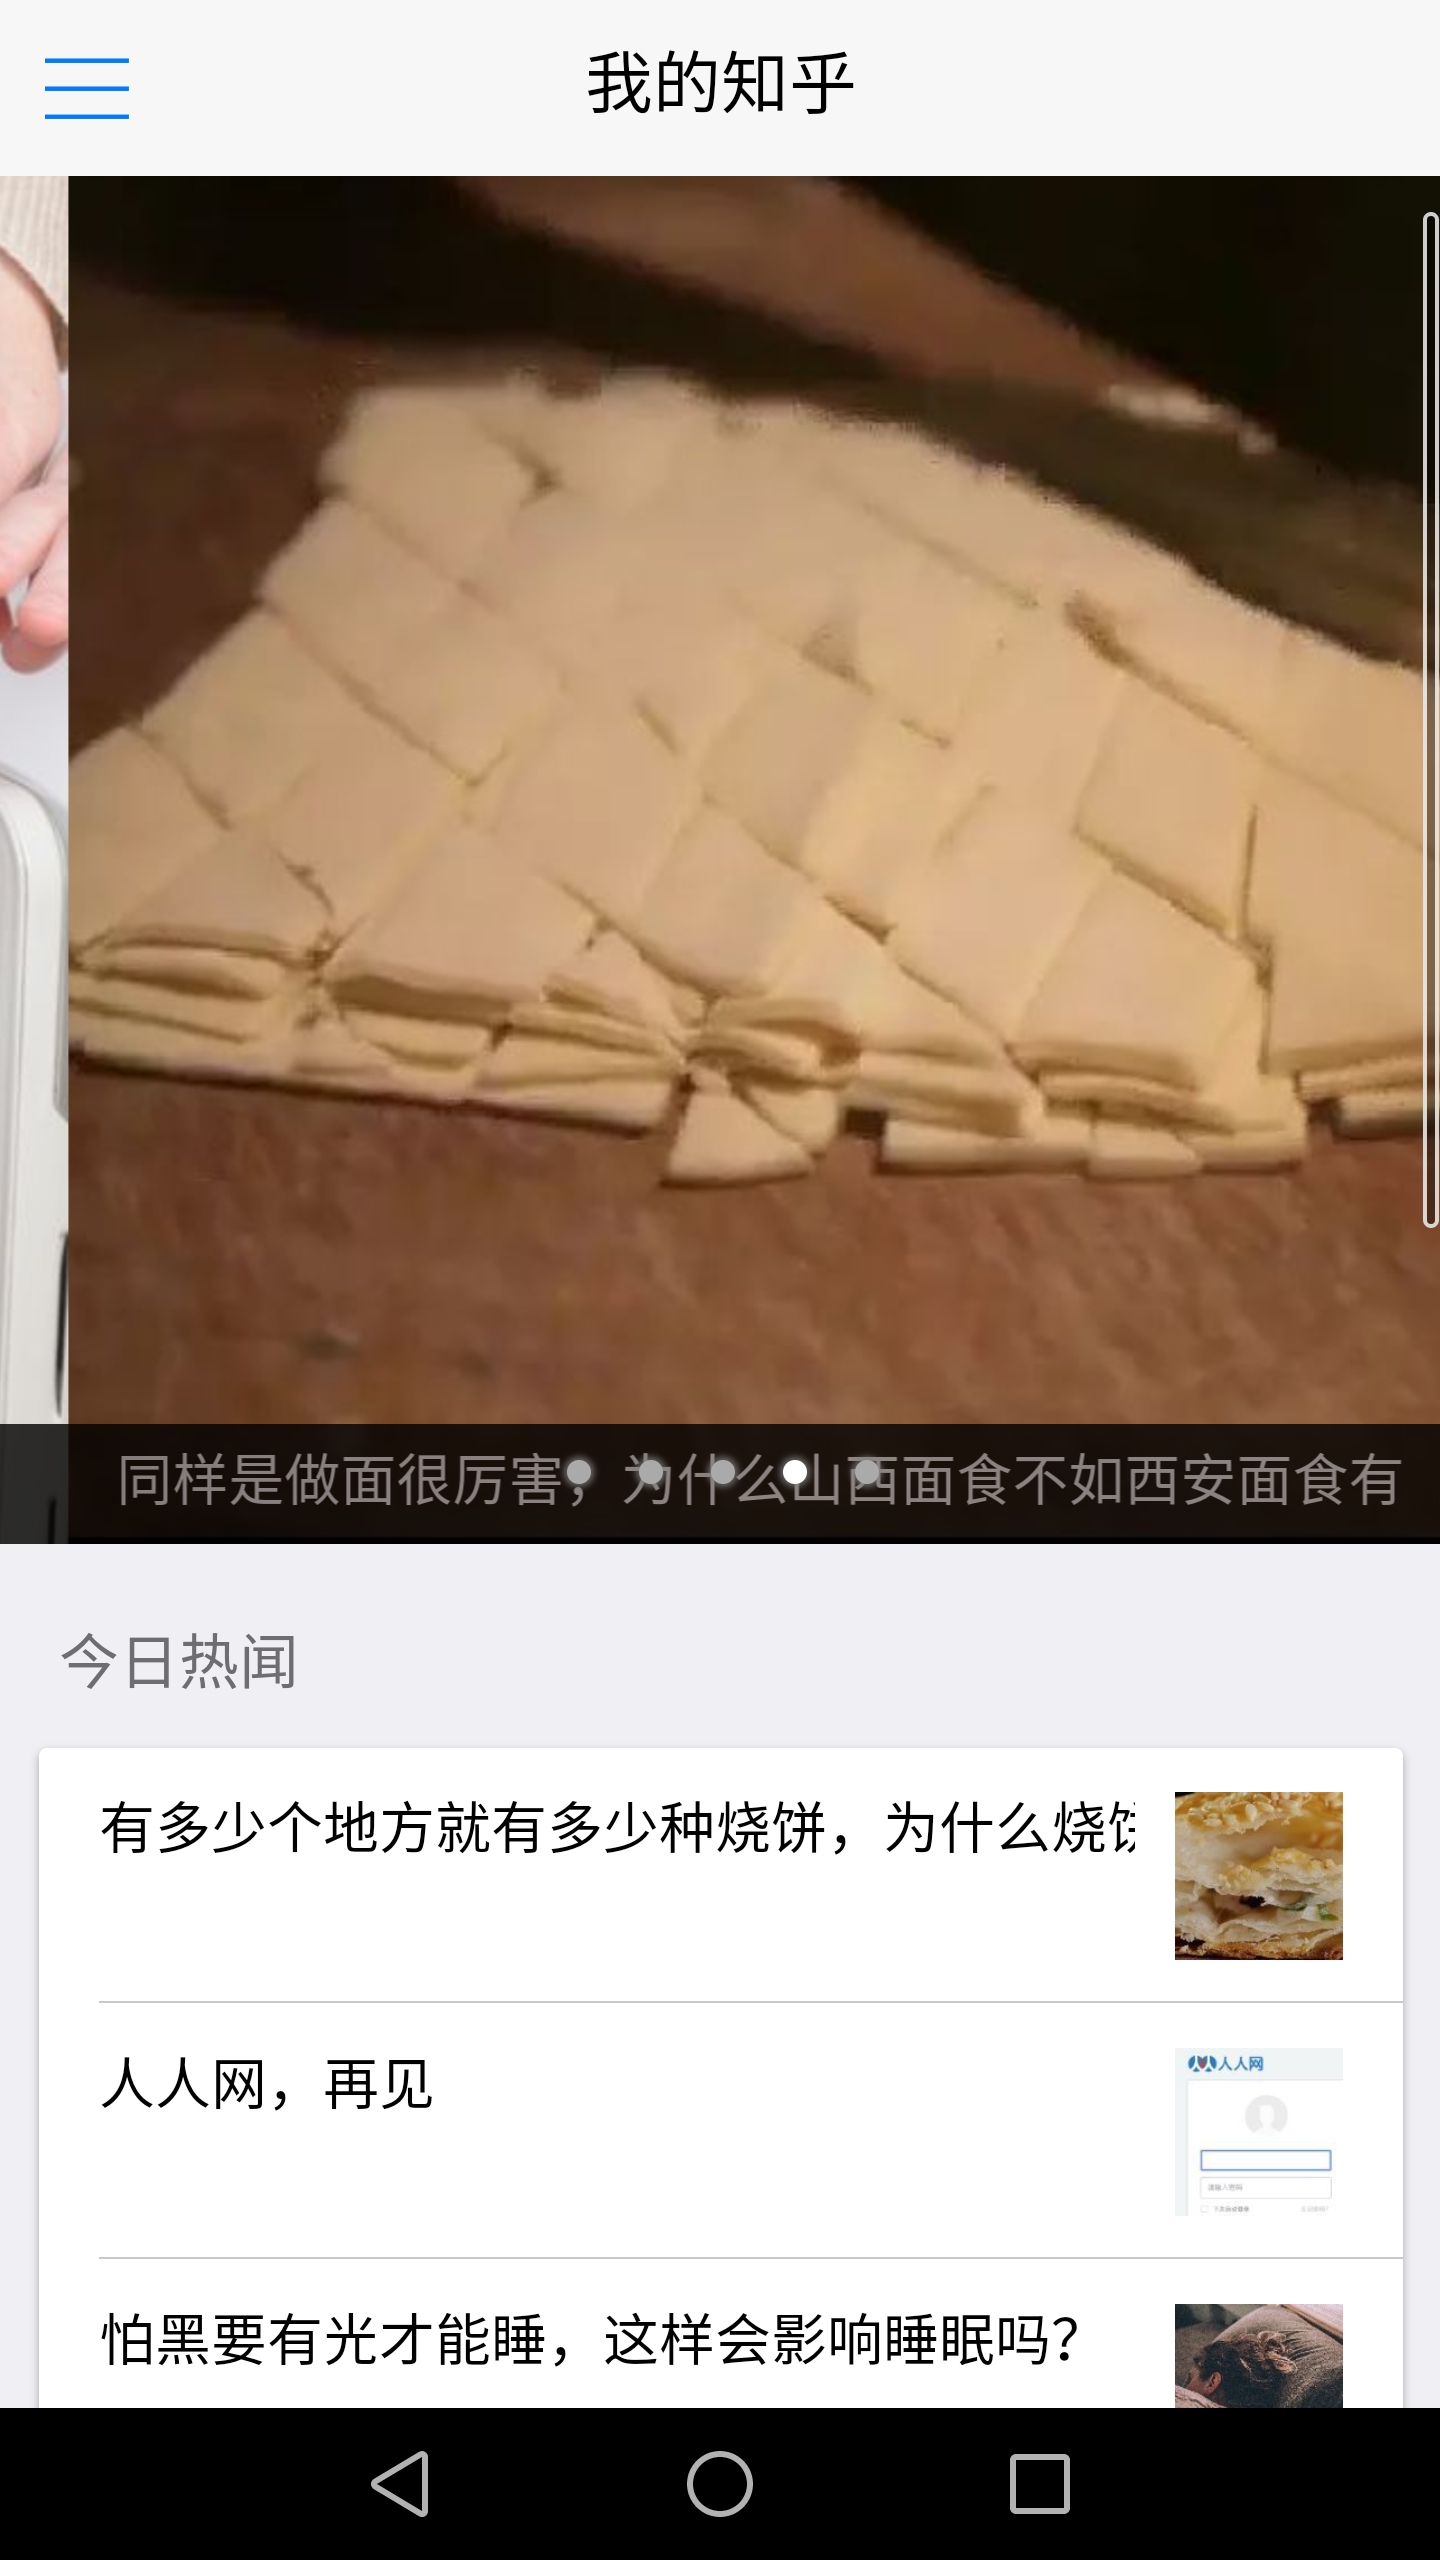 我的知乎
同样是做面很厉害，为什么山西面食不如西安面食有
今日热闻
有多少个地方就有多少种烧饼，为什么烧饼
人人网，再见
人人网
怕黑要有光才能睡，这样会影响睡眠吗？